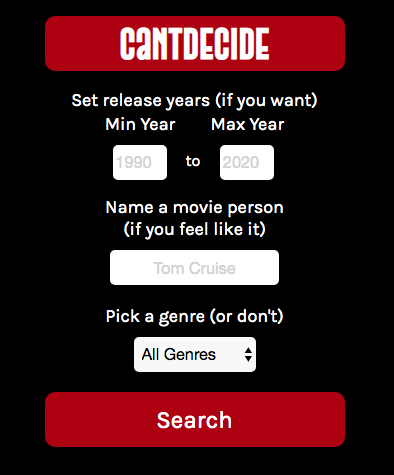 CANTDECIDE
Set release years (if you want)
Min Year Max Year
1990 to 2020
Name a movie person
(if you feel like it)
Tom Cruise
Pick a genre (or don't)
All Genres
Search